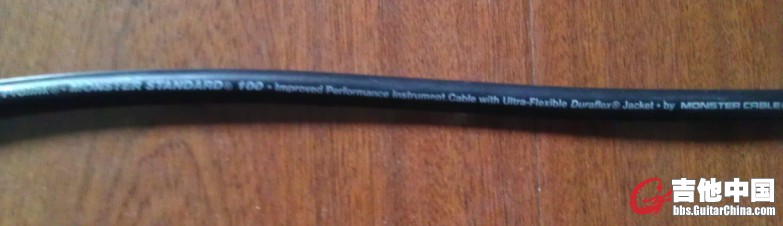 MONSTER STANDARD® 100 • Improved Performance Instrument Cable with Ultra-Flexible Duraflex® Jacket • by MONSTER CABLE
吉他中国
bbs.GuitarChina.com